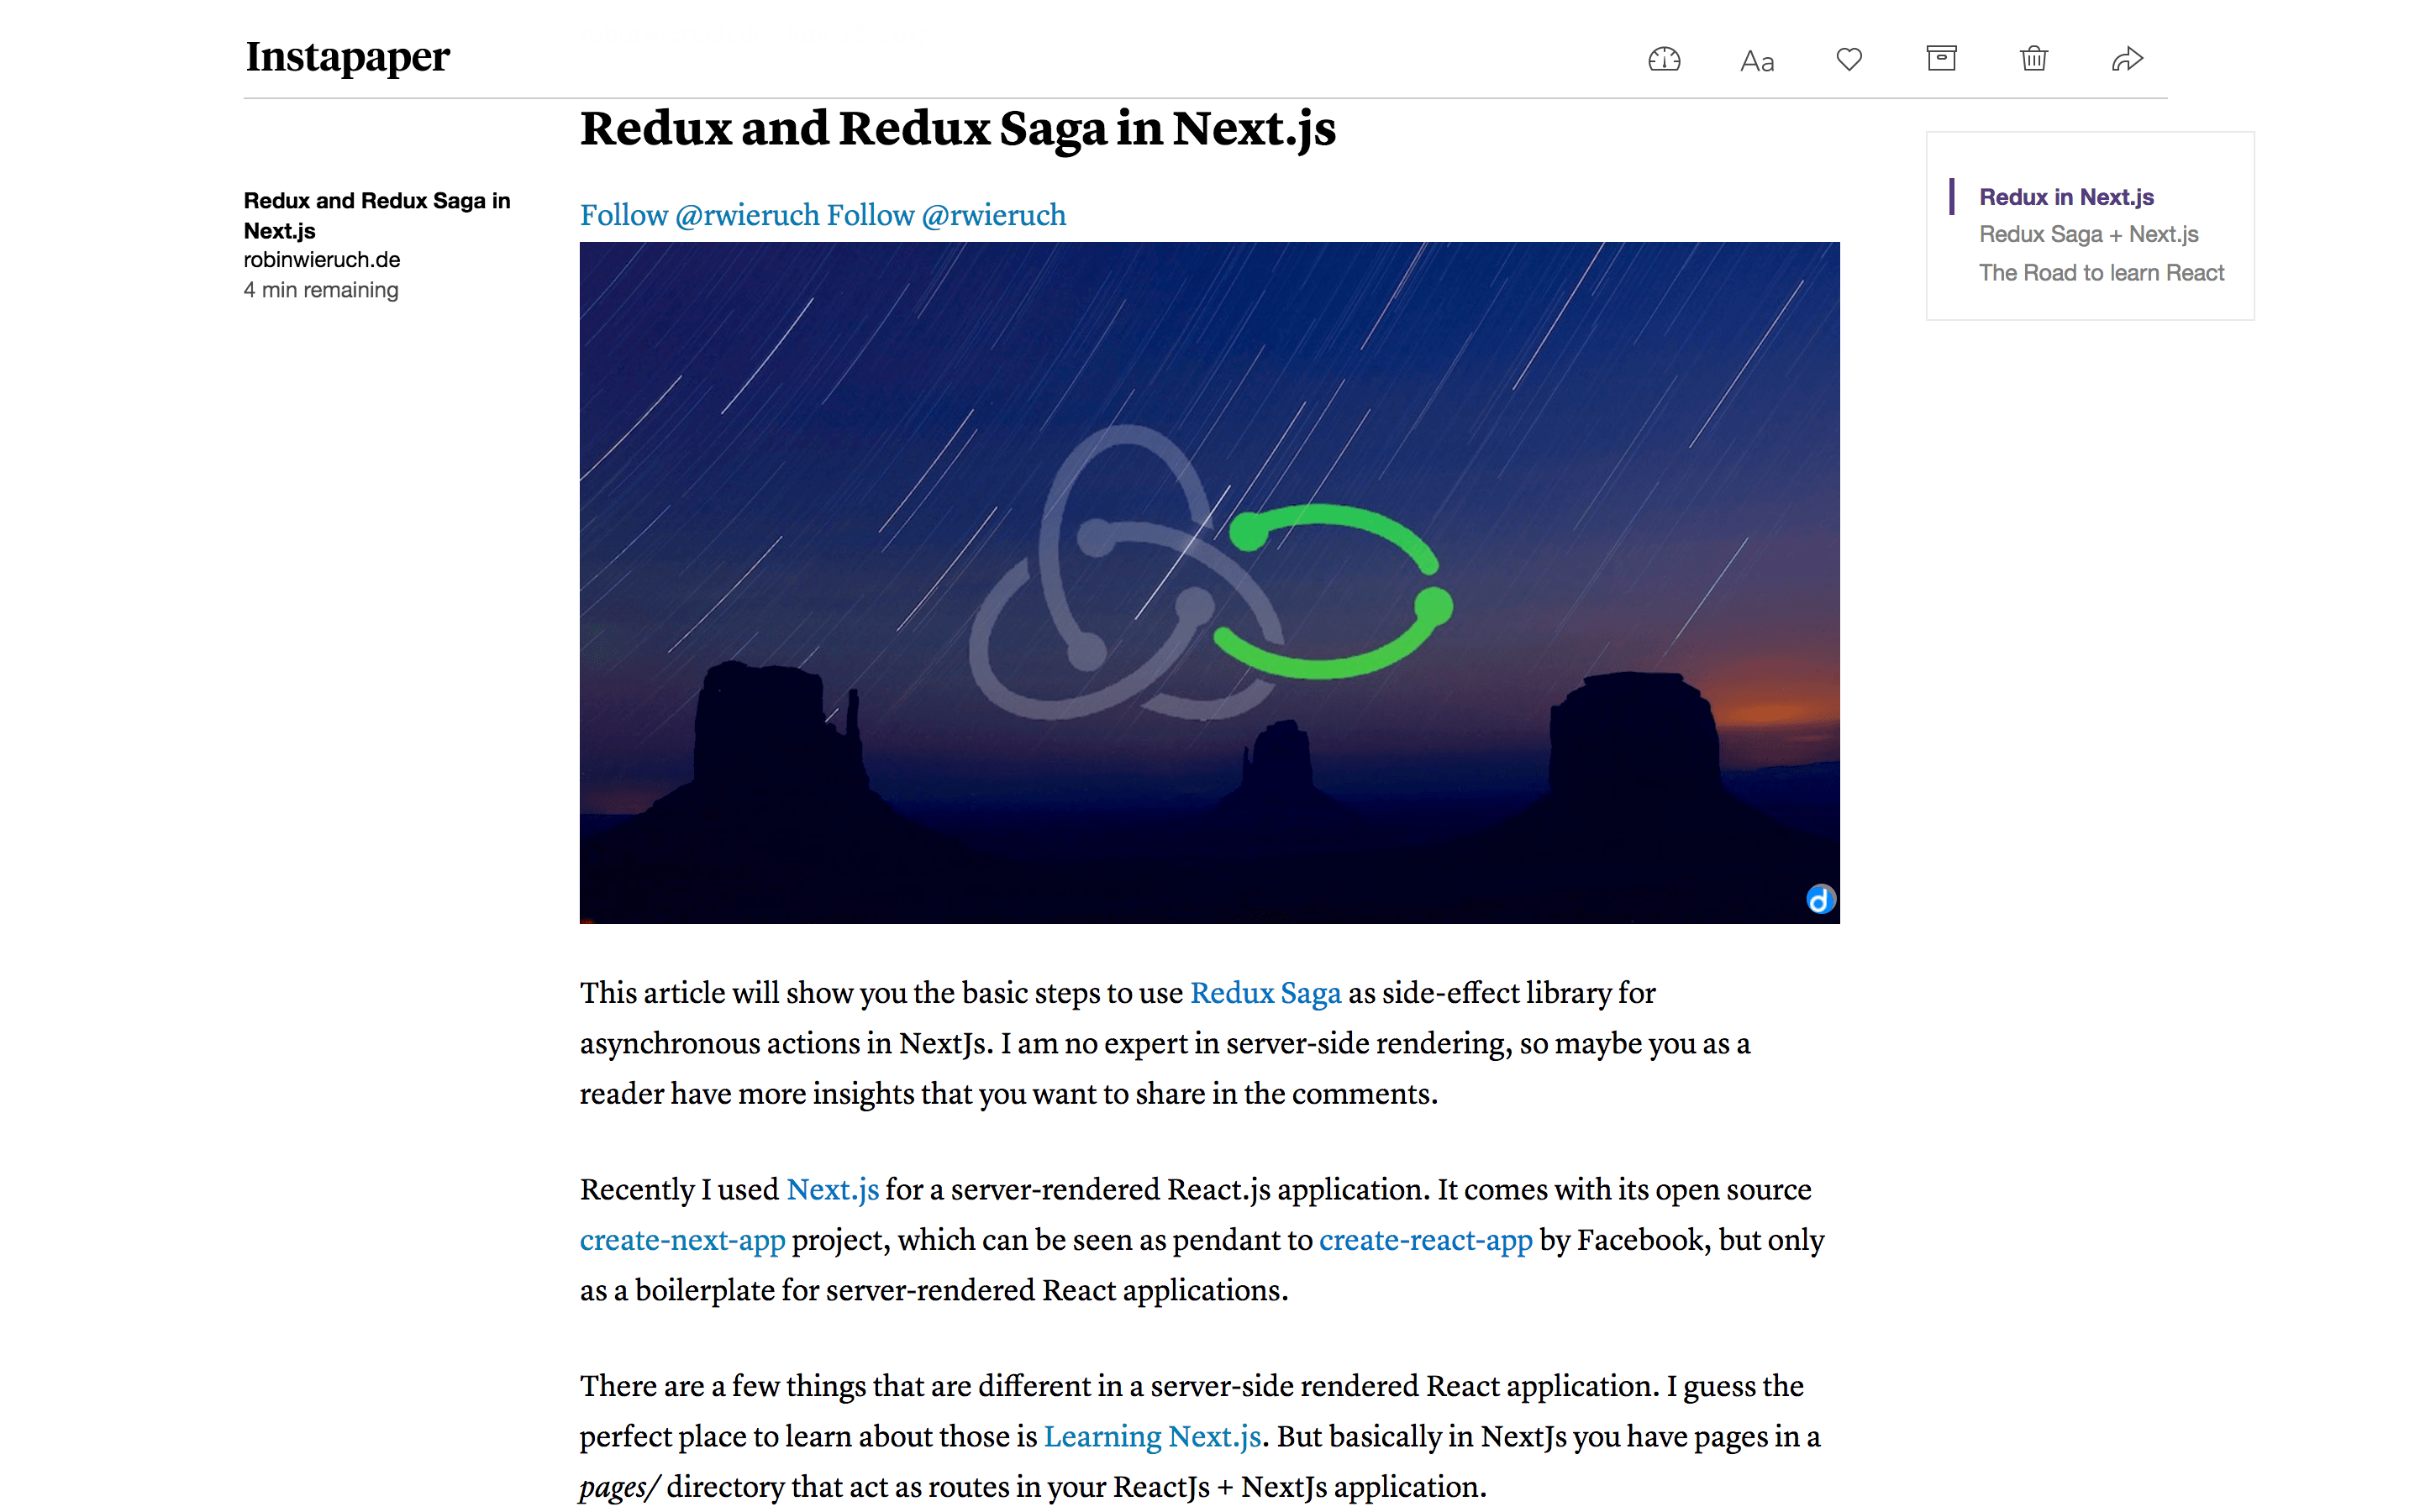 Instapaper
Aa
Redux and Redux Saga in Next.js
Redux and Redux Saga in
Next.js
robinwieruch.de
4 min remaining
Follow @rwieruch Follow @rwieruch
Redux in Next.js
Redux Saga + Next.js
The Road to learn React
d
This article will show you the basic steps to use Redux Saga as side-effect library for
asynchronous actions in NextJs. I am no expert in server-side rendering, so maybe you as a
reader have more insights that you want to share in the comments.
Recently I used Next.js for a server-rendered React.js application. It comes with its open source
create-next-app project, which can be seen as pendant to create-react-app by Facebook, but only
as a boilerplate for server-rendered React applications.
There are a few things that are different in a server-side rendered React application. I guess the
perfect place to learn about those is Learning Next.js. But basically in NextJs you have pages in a
pages/ directory that act as routes in your ReactJs + NextJs application.